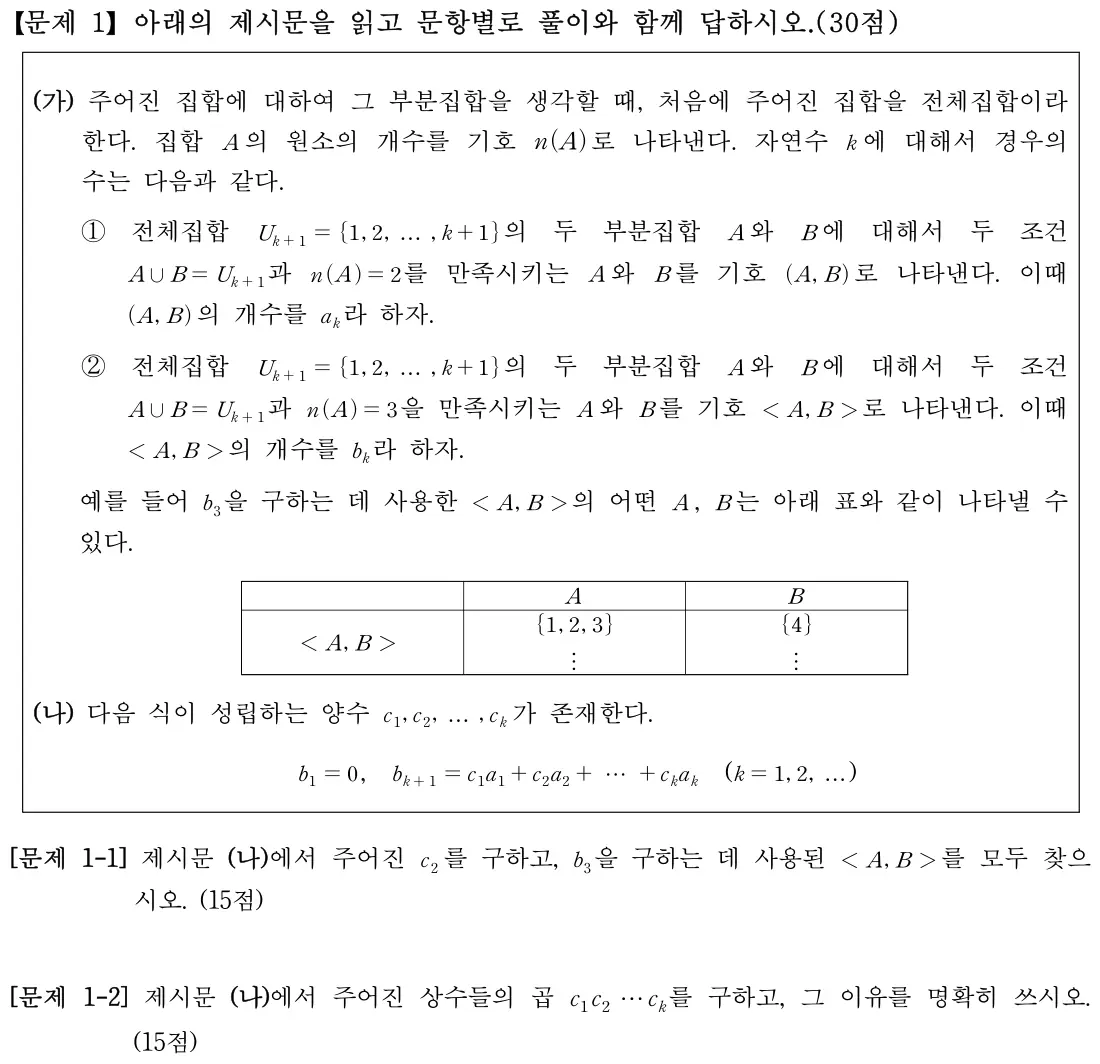 【문제 1】 아래의 제시문을 읽고 문항별로 풀이와 함께 답하시오.(30점)
(가) 주어진 집합에 대하여 그 부분집합을 생각할 때, 처음에 주어진 집합을 전체집합이라
한다. 집합 A의 원소의 개수를 기호 n(A)로 나타낸다. 자연수 k에 대해서 경우의
수는 다음과 같다.
① 전체집합 U_{k+1}={1, 2, ... , k+1}의 두 부분집합 A와 B에 대해서 두 조건
A∪B=U_{k+1}과 n(A)=2를 만족시키는 A와 B를 기호 (A, B)로 나타낸다. 이때
(A, B)의 개수를 a_k라 하자.
② 전체집합 U_{k+1}={1, 2, ... , k+1}의 두 부분집합 A와 B에 대해서 두 조건
A∪B=U_{k+1}과 n(A)=3을 만족시키는 A와 B를 기호 <A, B>로 나타낸다. 이때
<A, B>의 개수를 b_k라 하자.
예를 들어 b_3을 구하는 데 사용한 <A, B>의 어떤 A, B는 아래 표와 같이 나타낼 수
있다.
A B
<A, B> {1, 2, 3} {4}
⋮ ⋮
(나) 다음 식이 성립하는 양수 c_1, c_2, ... , c_k가 존재한다.
b_1=0, b_{k+1}=c_1a_1+c_2a_2+ ⋯ +c_ka_k (k=1, 2, ...)
[문제 1-1] 제시문 (나)에서 주어진 c_2를 구하고, b_3을 구하는 데 사용된 <A, B>를 모두 찾으
시오. (15점)
[문제 1-2] 제시문 (나)에서 주어진 상수들의 곱 c_1c_2⋯c_k를 구하고, 그 이유를 명확히 쓰시오.
(15점)